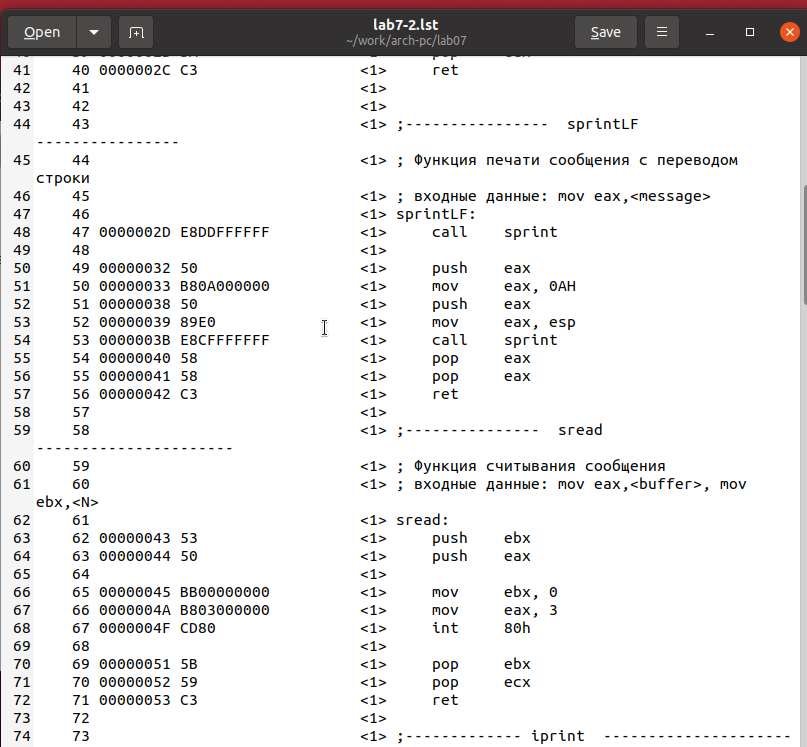 Open
lab7-2.lst
~/work/arch-pc/lab07
Save
41 40 0000002C C3 <1> ret
42 41 <1>
43 42 <1>
44 43 <1> ;---------------- sprintLF
----------------
45 44 <1> ; Функция печати сообщения с переводом
строки
46 45 <1> ; входные данные: mov eax,<message>
47 46 <1> sprintLF:
48 47 0000002D E8DDFFFFFF <1> call sprint
49 48 <1>
50 49 00000032 50 <1> push eax
51 50 00000033 B80A000000 <1> mov eax, 0AH
52 51 00000038 50 <1> push eax
53 52 00000039 89E0 <1> mov eax, esp
54 53 0000003B E8CFFFFFFF <1> call sprint
55 54 00000040 58 <1> pop eax
56 55 00000041 58 <1> pop eax
57 56 00000042 C3 <1> ret
58 57 <1>
59 58 <1> ;--------------- sread
----------------------
60 59 <1> ; Функция считывания сообщения
61 60 <1> ; входные данные: mov eax,<buffer>, mov
ebx,<N>
62 61 <1> sread:
63 62 00000043 53 <1> push ebx
64 63 00000044 50 <1> push eax
65 64 <1>
66 65 00000045 BB00000000 <1> mov ebx, 0
67 66 0000004A B803000000 <1> mov eax, 3
68 67 0000004F CD80 <1> int 80h
69 68 <1>
70 69 00000051 5B <1> pop ebx
71 70 00000052 59 <1> pop ecx
72 71 00000053 C3 <1> ret
73 72 <1>
74 73 <1> ;------------- iprint ---------------------